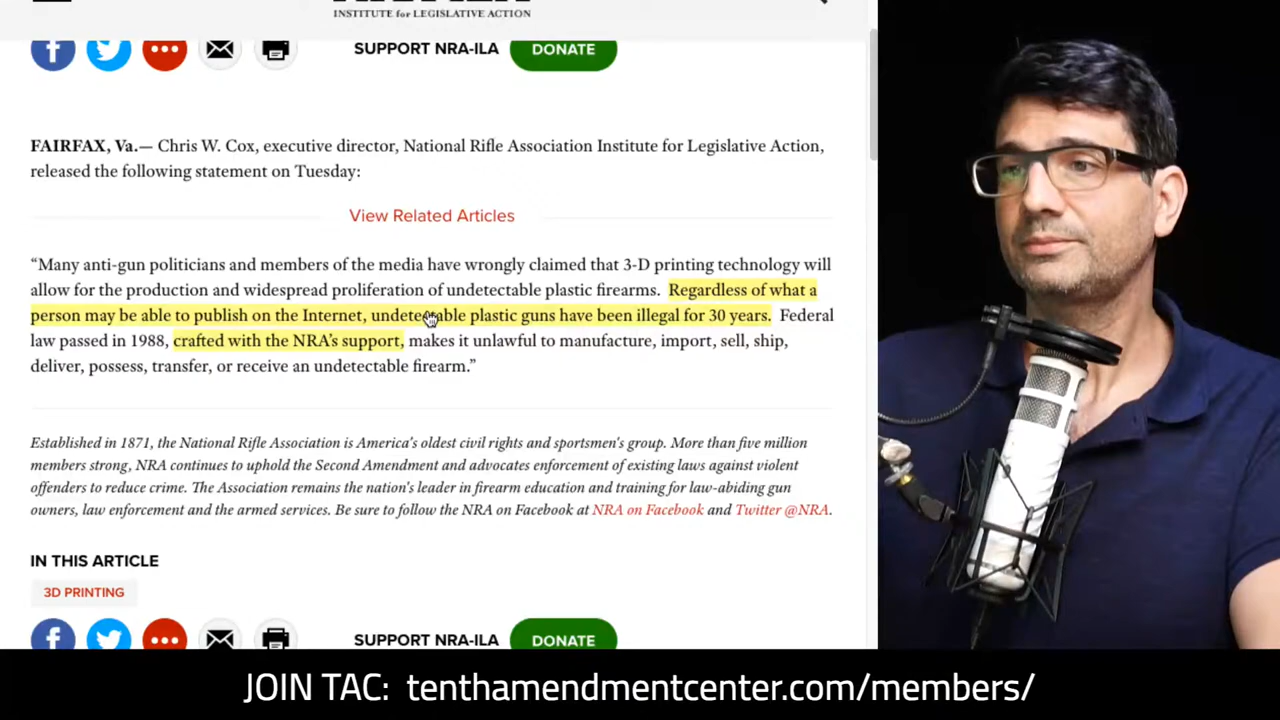 INSTITUTE for LEGISLATIVE ACTION
SUPPORT NRA-ILA
DONATE
FAIRFAX, Va.— Chris W. Cox, executive director, National Rifle Association Institute for Legislative Action,
released the following statement on Tuesday:
View Related Articles
“Many anti-gun politicians and members of the media have wrongly claimed that 3-D printing technology will
allow for the production and widespread proliferation of undetectable plastic firearms. Regardless of what a
person may be able to publish on the Internet, undetectable plastic guns have been illegal for 30 years. Federal
law passed in 1988, crafted with the NRA’s support, makes it unlawful to manufacture, import, sell, ship,
deliver, possess, transfer, or receive an undetectable firearm.”
Established in 1871, the National Rifle Association is America's oldest civil rights and sportsmen's group. More than five million
members strong, NRA continues to uphold the Second Amendment and advocates enforcement of existing laws against violent
offenders to reduce crime. The Association remains the nation's leader in firearm education and training for law-abiding gun
owners, law enforcement and the armed services. Be sure to follow the NRA on Facebook at NRA on Facebook and Twitter @NRA.
IN THIS ARTICLE
3D PRINTING
SUPPORT NRA-ILA
DONATE
JOIN TAC: tenthamendmentcenter.com/members/